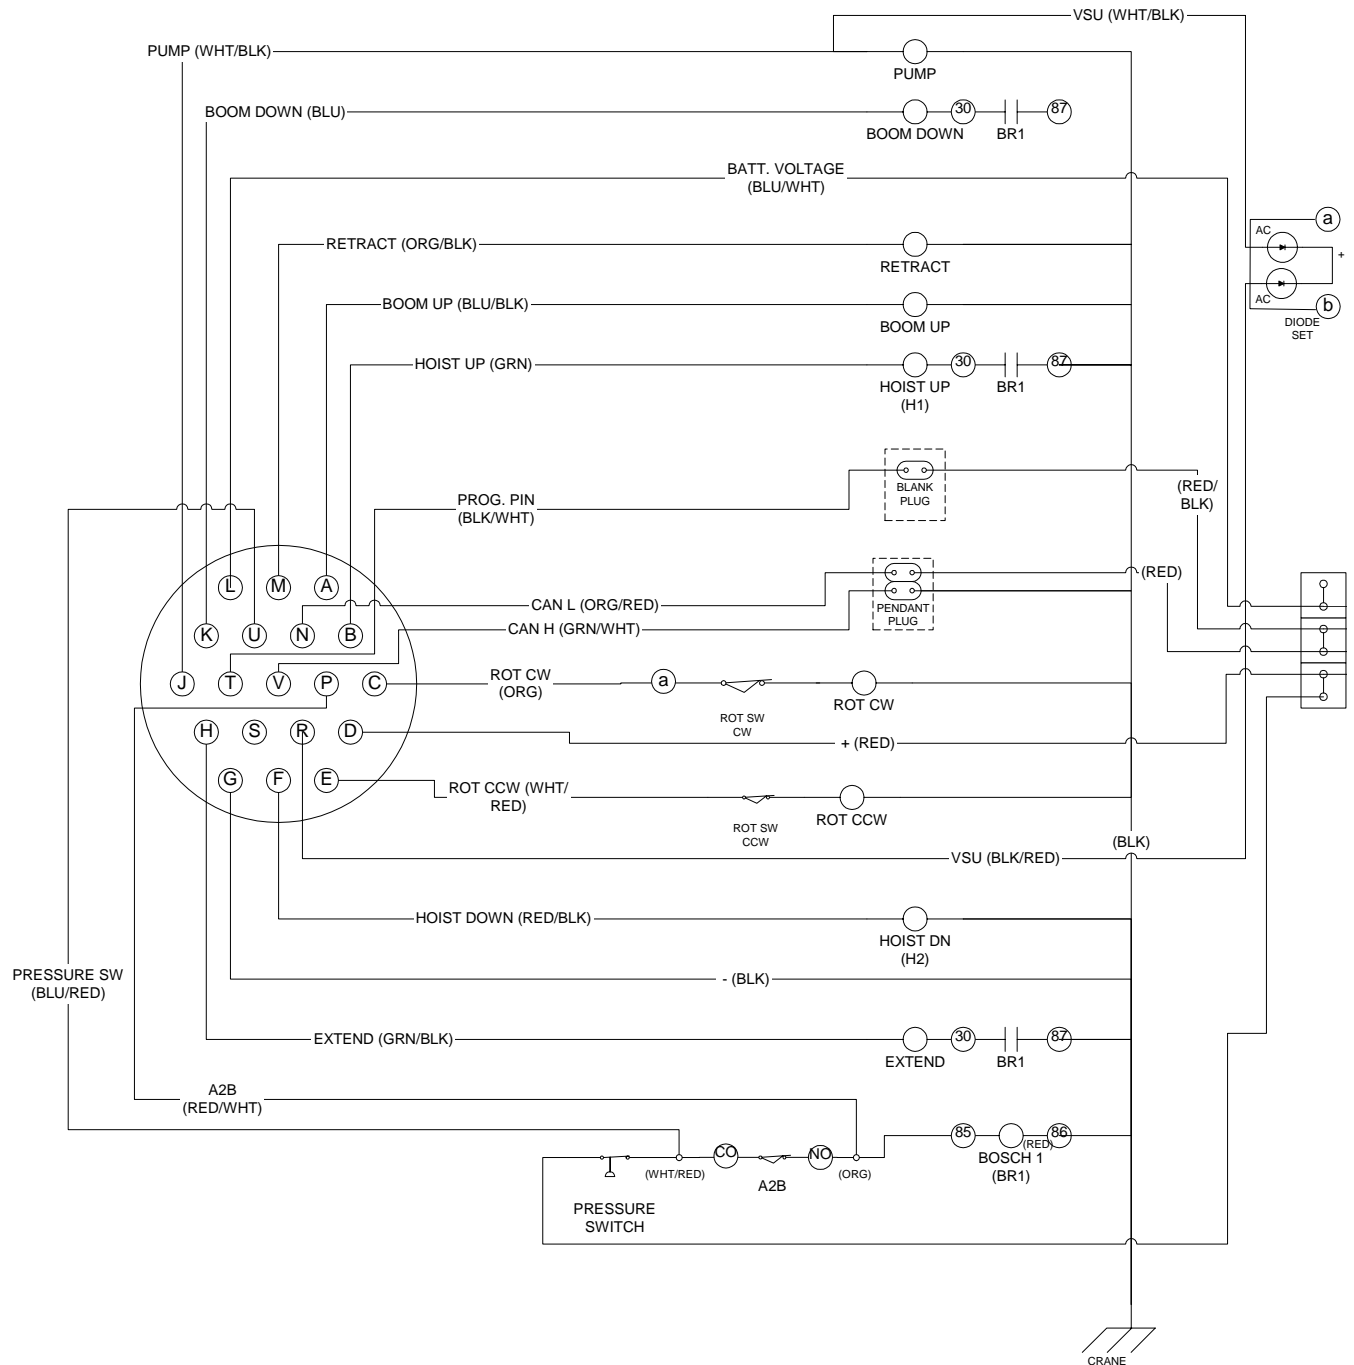 VSU (WHT/BLK)
PUMP (WHT/BLK)
PUMP
BOOM DOWN (BLU)
30
87
BOOM DOWN
BR1
BATT. VOLTAGE
(BLU/WHT)
a
AC
+
AC
b
DIODE
SET
RETRACT (ORG/BLK)
RETRACT
BOOM UP (BLU/BLK)
BOOM UP
HOIST UP (GRN)
30
87
HOIST UP
(H1)
BR1
BLANK
PLUG
(RED/
BLK)
PROG. PIN
(BLK/WHT)
(RED)
PENDANT
PLUG
CAN L (ORG/RED)
CAN H (GRN/WHT)
L
M
A
K
U
N
B
J
T
V
P
C
H
S
R
D
G
F
E
ROT CW
(ORG)
a
ROT SW
CW
ROT CW
+ (RED)
ROT CCW (WHT/
RED)
ROT SW
CCW
ROT CCW
(BLK)
VSU (BLK/RED)
HOIST DOWN (RED/BLK)
HOIST DN
(H2)
PRESSURE SW
(BLU/RED)
- (BLK)
EXTEND (GRN/BLK)
30
87
EXTEND
BR1
A2B
(RED/WHT)
85
86
(RED)
BOSCH 1
(BR1)
CO
NO
(WHT/RED)
A2B
(ORG)
PRESSURE
SWITCH
CRANE